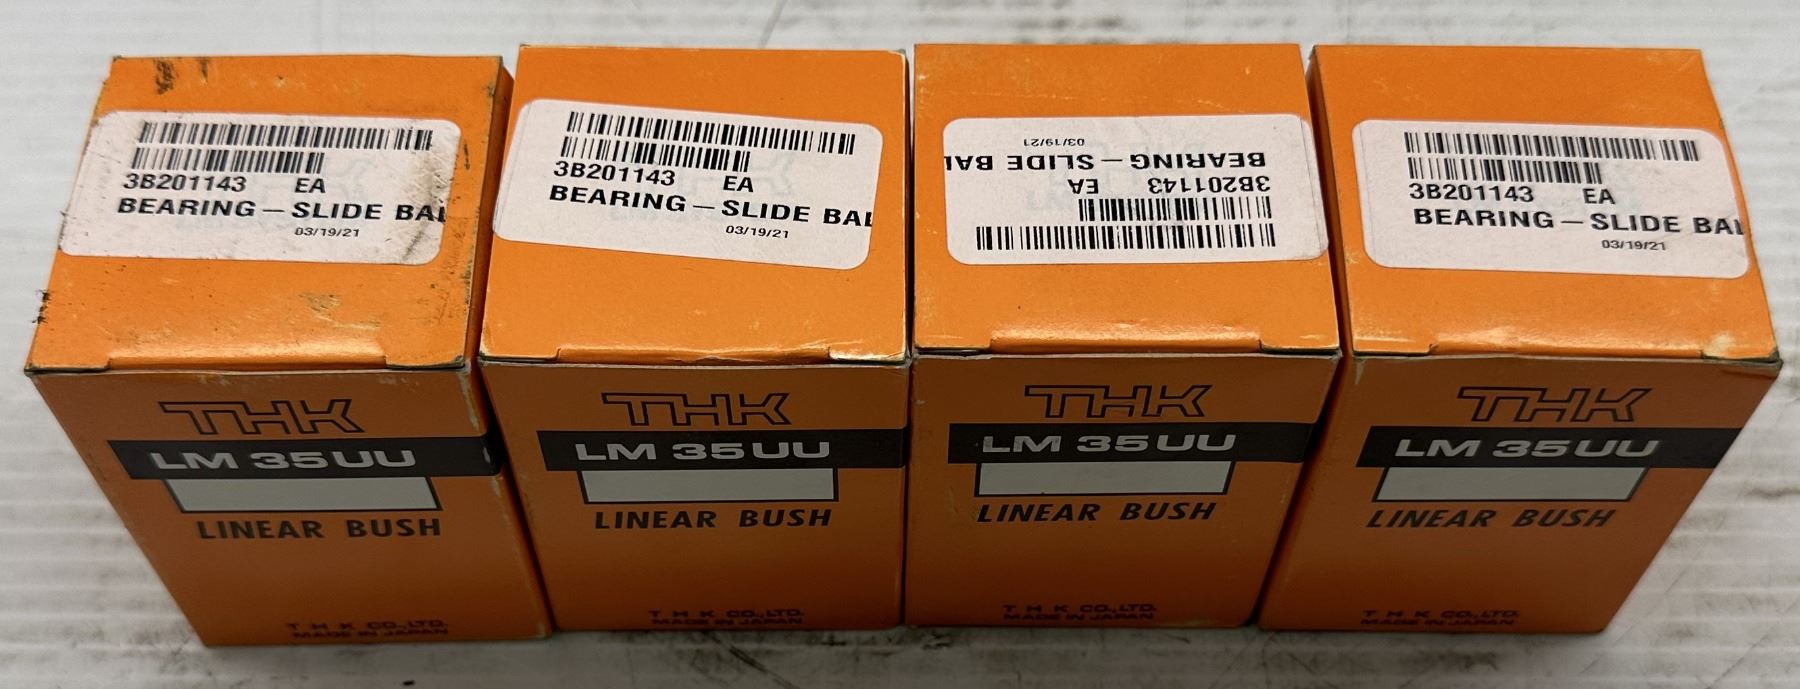 3B201143 EA
BEARING-SLIDE BAL
03/19/21
THK
LM 35UU
LINEAR BUSH
T H K CO.,LTD.
MADE IN JAPAN
3B201143 EA
BEARING-SLIDE BAL
03/19/21
THK
LM 35UU
LINEAR BUSH
T H K CO.,LTD.
MADE IN JAPAN
3B201143 EA
BEARING-SLIDE BAL
03/19/21
THK
LM 35UU
LINEAR BUSH
T H K CO.,LTD.
MADE IN JAPAN
3B201143 EA
BEARING-SLIDE BAL
03/19/21
THK
LM 35UU
LINEAR BUSH
T H K CO.,LTD.
MADE IN JAPAN